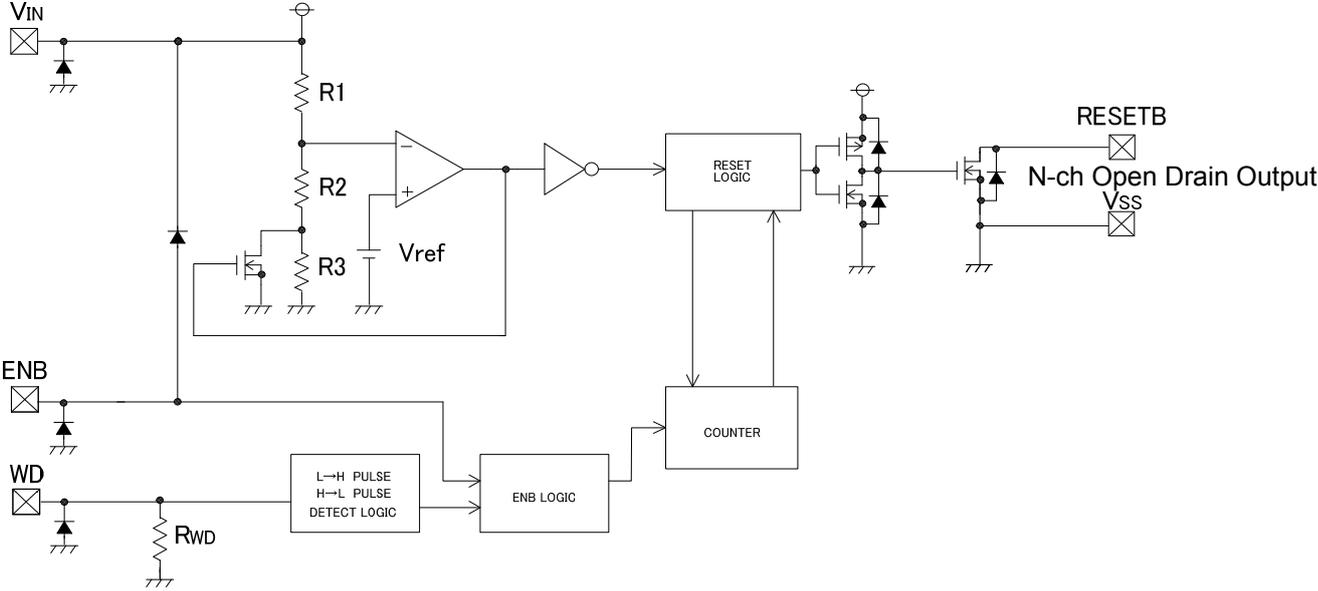 VIN
R1
R2
R3
−
+
Vref
RESET
LOGIC
RESETB
N-ch Open Drain Output
VSS
ENB
COUNTER
WD
L→H PULSE
H→L PULSE
DETECT LOGIC
ENB LOGIC
RWD